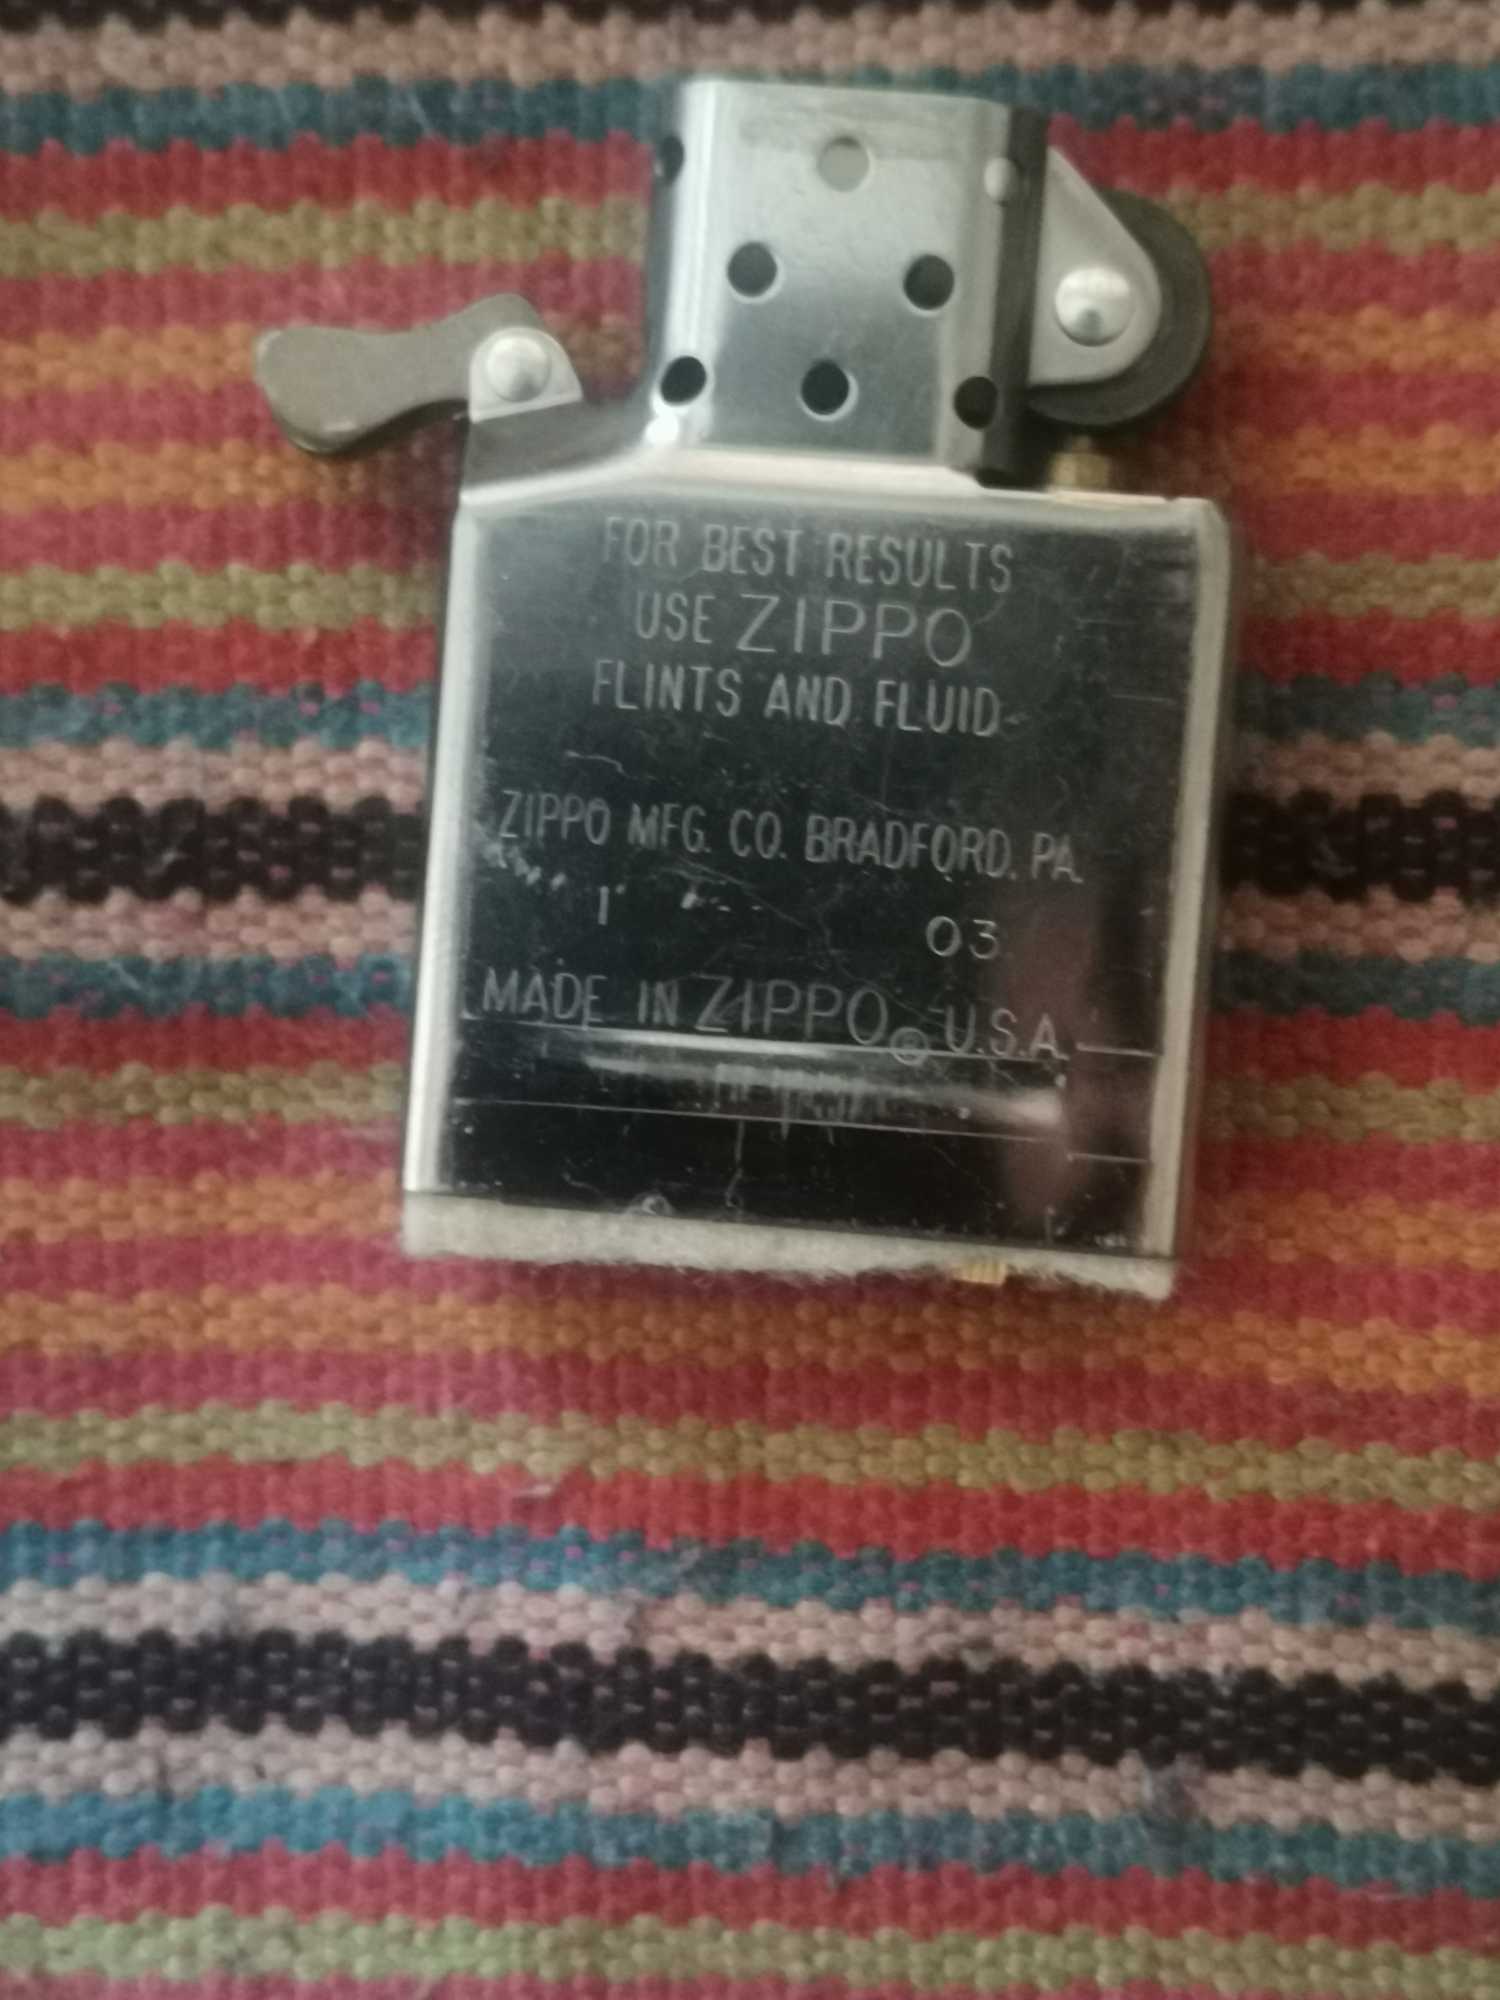 FOR BEST RESULTS
USE ZIPPO
FLINTS AND FLUID
ZIPPO MFG. CO. BRADFORD, PA.
I 03
MADE IN ZIPPO ® U.S.A.